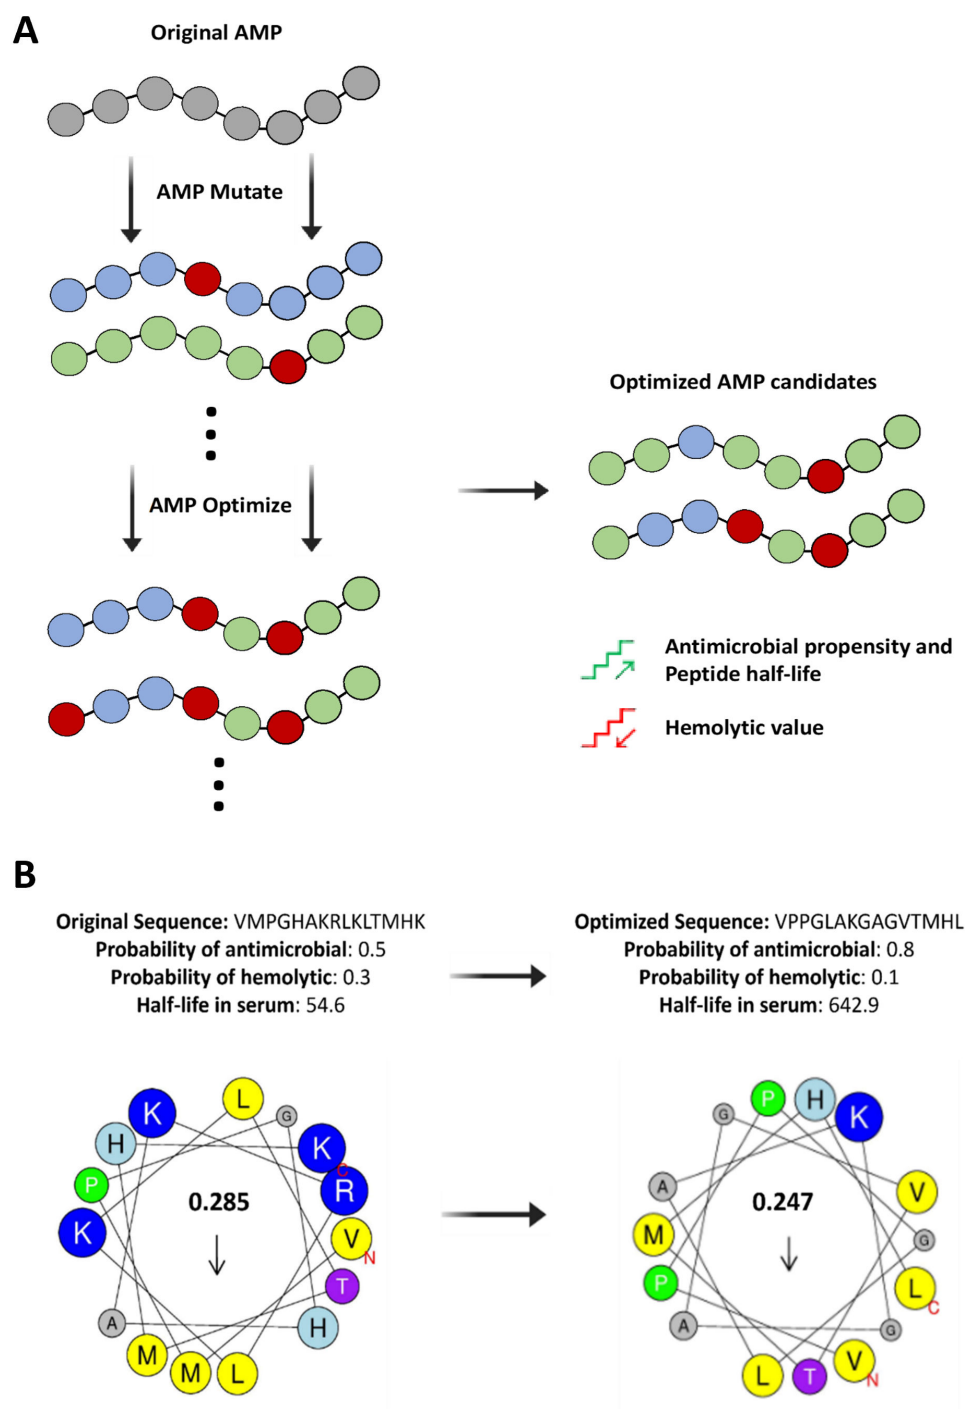 A
Original AMP
AMP Mutate
AMP Optimize
Optimized AMP candidates
Antimicrobial propensity and
Peptide half-life
Hemolytic value
B
Original Sequence: VMPGHAKRLKLTMHK
Probability of antimicrobial: 0.5
Probability of hemolytic: 0.3
Half-life in serum: 54.6
Optimized Sequence: VPPGLAKGAGVTMHL
Probability of antimicrobial: 0.8
Probability of hemolytic: 0.1
Half-life in serum: 642.9
K
L
G
H
K
C
P
R
0.285
K
V
N
T
A
H
M
M
L
P
H
G
K
A
V
0.247
M
G
P
L
C
A
G
L
T
V
N